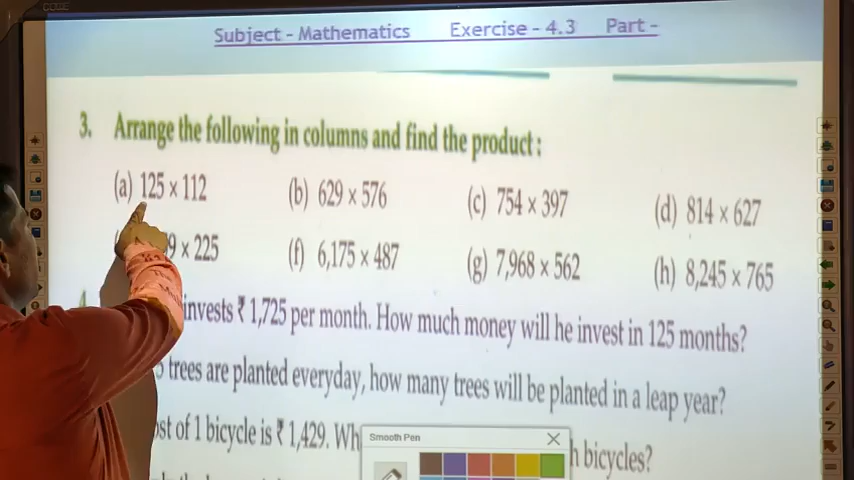 Subject - Mathematics Exercise - 4.3 Part -
3. Arrange the following in columns and find the product :
(a) 125 × 112 (b) 629 × 576 (c) 754 × 397 (d) 814 × 627
9 × 225 (f) 6,175 × 487 (g) 7,968 × 562 (h) 8,245 × 765
invests ₹ 1,725 per month. How much money will he invest in 125 months?
trees are planted everyday, how many trees will be planted in a leap year?
of 1 bicycle is ₹ 1,429. bicycles?
Smooth Pen